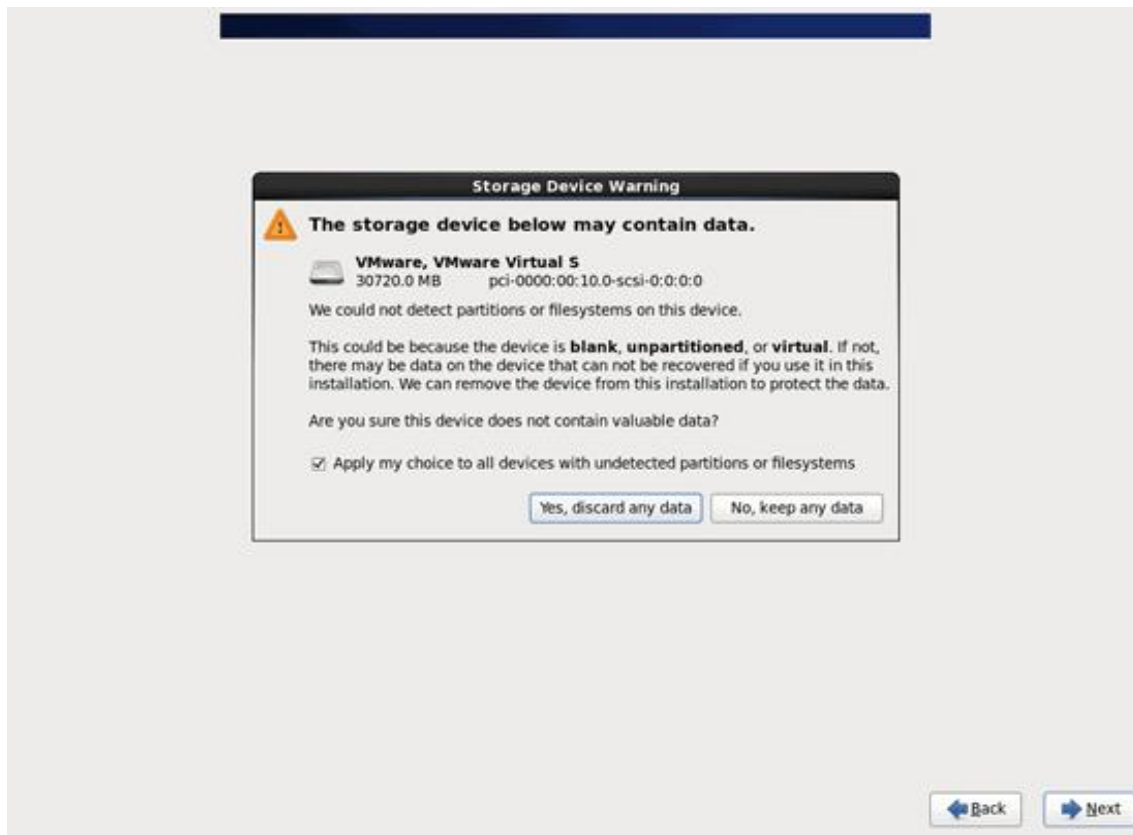 Storage Device Warning
The storage device below may contain data.
VMware, VMware Virtual S
30720.0 MB pci-0000:00:10.0-scsi-0:0:0:0
We could not detect partitions or filesystems on this device.
This could be because the device is blank, unpartitioned, or virtual. If not,
there may be data on the device that can not be recovered if you use it in this
installation. We can remove the device from this installation to protect the data.
Are you sure this device does not contain valuable data?
Apply my choice to all devices with undetected partitions or filesystems
Yes, discard any data No, keep any data
Back Next